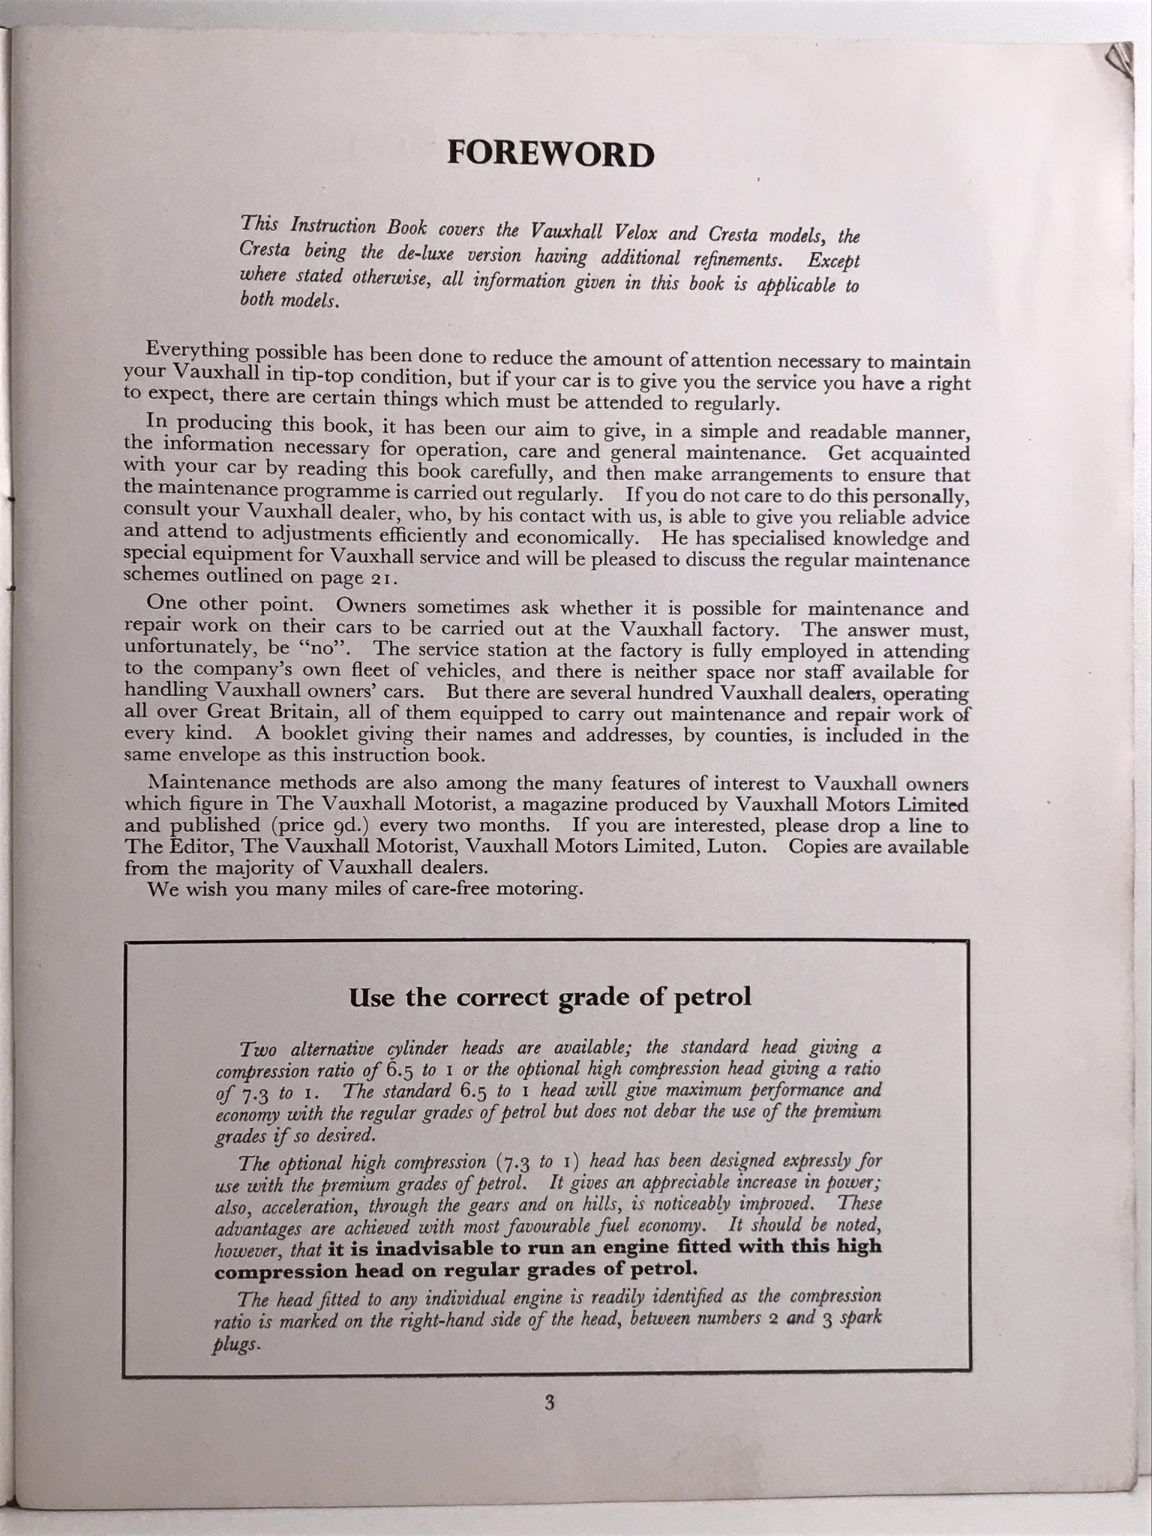 FOREWORD
This Instruction Book covers the Vauxhall Velox and Cresta models, the
Cresta being the de-luxe version having additional refinements. Except
where stated otherwise, all information given in this book is applicable to
both models.
Everything possible has been done to reduce the amount of attention necessary to maintain
your Vauxhall in tip-top condition, but if your car is to give you the service you have a right
to expect, there are certain things which must be attended to regularly.
In producing this book, it has been our aim to give, in a simple and readable manner,
the information necessary for operation, care and general maintenance. Get acquainted
with your car by reading this book carefully, and then make arrangements to ensure that
the maintenance programme is carried out regularly. If you do not care to do this personally,
consult your Vauxhall dealer, who, by his contact with us, is able to give you reliable advice
and attend to adjustments efficiently and economically. He has specialised knowledge and
special equipment for Vauxhall service and will be pleased to discuss the regular maintenance
schemes outlined on page 21.
One other point. Owners sometimes ask whether it is possible for maintenance and
repair work on their cars to be carried out at the Vauxhall factory. The answer must,
unfortunately, be “no”. The service station at the factory is fully employed in attending
to the company’s own fleet of vehicles, and there is neither space nor staff available for
handling Vauxhall owners’ cars. But there are several hundred Vauxhall dealers, operating
all over Great Britain, all of them equipped to carry out maintenance and repair work of
every kind. A booklet giving their names and addresses, by counties, is included in the
same envelope as this instruction book.
Maintenance methods are also among the many features of interest to Vauxhall owners
which figure in The Vauxhall Motorist, a magazine produced by Vauxhall Motors Limited
and published (price 9d.) every two months. If you are interested, please drop a line to
The Editor, The Vauxhall Motorist, Vauxhall Motors Limited, Luton. Copies are available
from the majority of Vauxhall dealers.
We wish you many miles of care-free motoring.
Use the correct grade of petrol
Two alternative cylinder heads are available; the standard head giving a
compression ratio of 6.5 to 1 or the optional high compression head giving a ratio
of 7.3 to 1. The standard 6.5 to 1 head will give maximum performance and
economy with the regular grades of petrol but does not debar the use of the premium
grades if so desired.
The optional high compression (7.3 to 1) head has been designed expressly for
use with the premium grades of petrol. It gives an appreciable increase in power;
also, acceleration, through the gears and on hills, is noticeably improved. These
advantages are achieved with most favourable fuel economy. It should be noted,
however, that it is inadvisable to run an engine fitted with this high
compression head on regular grades of petrol.
The head fitted to any individual engine is readily identified as the compression
ratio is marked on the right-hand side of the head, between numbers 2 and 3 spark
plugs.
3